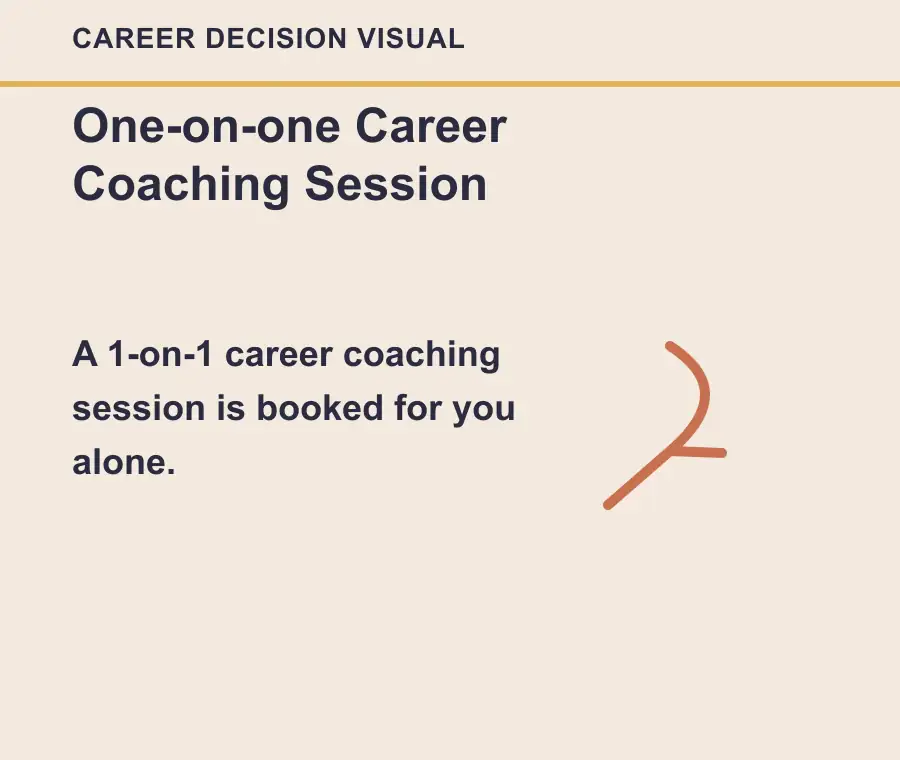 CAREER DECISION VISUAL
One-on-one Career
Coaching Session
A 1-on-1 career coaching
session is booked for you
alone.